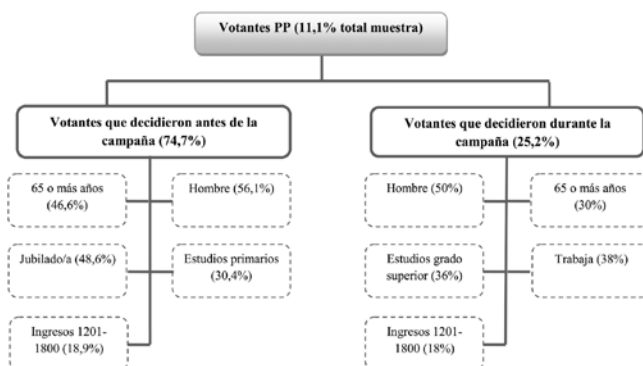 Votantes PP (11,1% total muestra)
Votantes que decidieron antes de la
campaña (74,7%)
65 o más años
(46,6%)
Hombre (56,1%)
Jubilado/a (48,6%)
Estudios primarios
(30,4%)
Ingresos 1201-
1800 (18,9%)
Votantes que decidieron durante la
campaña (25,2%)
Hombre (50%)
65 o más años
(30%)
Estudios grado
superior (36%)
Trabaja (38%)
Ingresos 1201-
1800 (18%)